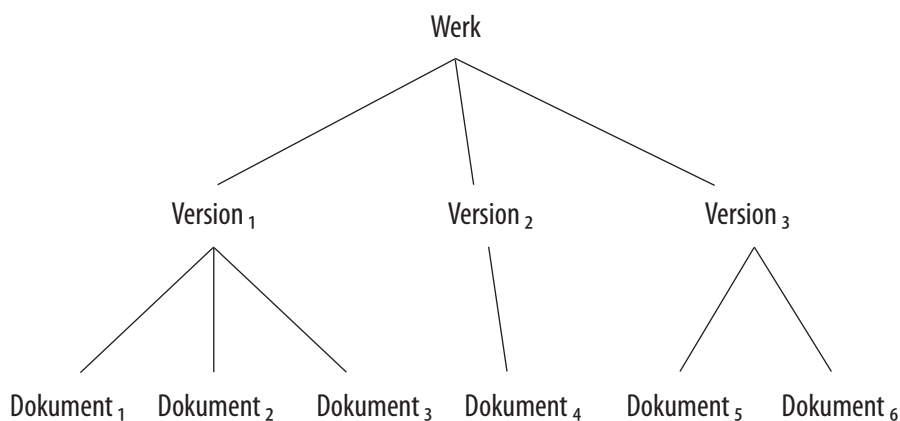 Werk
Version 1 Version 2 Version 3
Dokument 1 Dokument 2 Dokument 3 Dokument 4 Dokument 5 Dokument 6